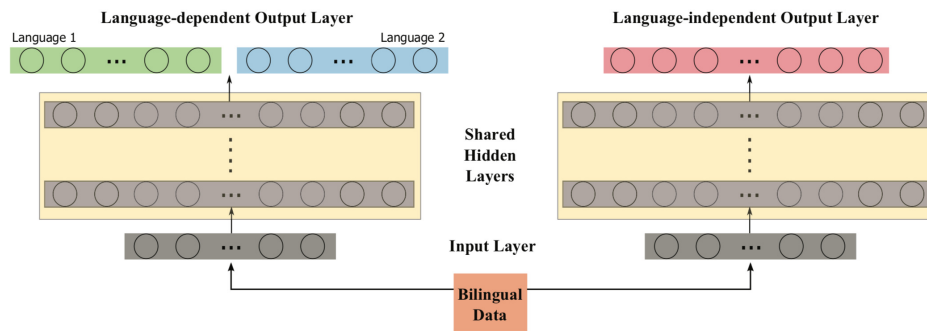 Language-dependent Output Layer
Language-independent Output Layer
Language 1
Language 2
Shared
Hidden
Layers
Input Layer
Bilingual
Data